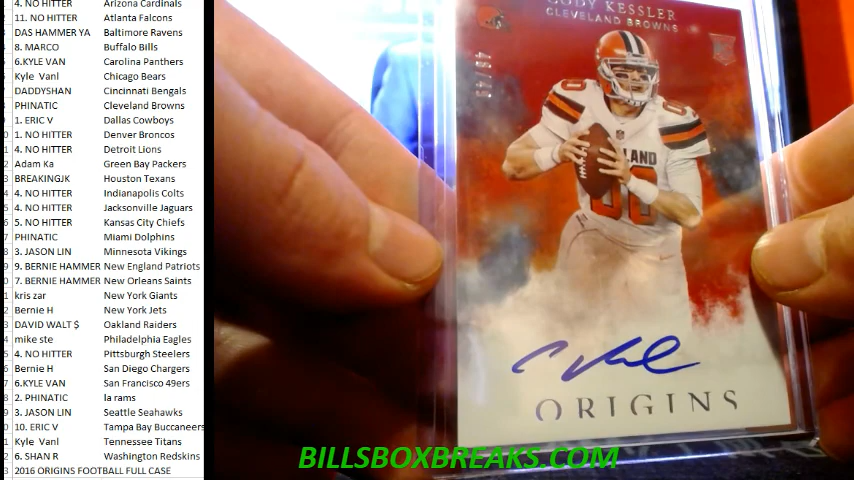 4. NO HITTER Arizona Cardinals
11. NO HITTER Atlanta Falcons
DAS HAMMER YA Baltimore Ravens
8. MARCO Buffalo Bills
6.KYLE VAN Carolina Panthers
Kyle Vanl Chicago Bears
DADDYSHAN Cincinnati Bengals
PHINATIC Cleveland Browns
1. ERIC V Dallas Cowboys
1. NO HITTER Denver Broncos
4. NO HITTER Detroit Lions
Adam Ka Green Bay Packers
BREAKINGJK Houston Texans
4. NO HITTER Indianapolis Colts
4. NO HITTER Jacksonville Jaguars
5. NO HITTER Kansas City Chiefs
PHINATIC Miami Dolphins
3. JASON LIN Minnesota Vikings
9. BERNIE HAMMER New England Patriots
7. BERNIE HAMMER New Orleans Saints
kris zar New York Giants
Bernie H New York Jets
DAVID WALT $ Oakland Raiders
mike ste Philadelphia Eagles
4. NO HITTER Pittsburgh Steelers
Bernie H San Diego Chargers
6.KYLE VAN San Francisco 49ers
2. PHINATIC la rams
3. JASON LIN Seattle Seahawks
10. ERIC V Tampa Bay Buccaneers
Kyle Vanl Tennessee Titans
6. SHAN R Washington Redskins
2016 ORIGINS FOOTBALL FULL CASE
CODY KESSLER
CLEVELAND BROWNS
LAND
00
ORIGINS
BILLSBOXBREAKS.COM